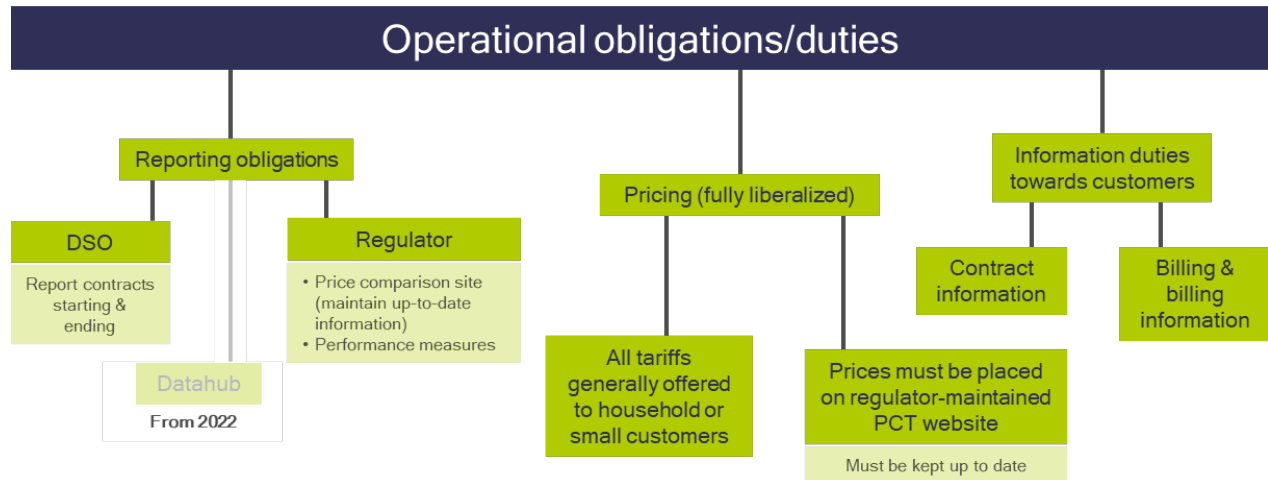 Operational obligations/duties
Reporting obligations
DSO
Report contracts
starting &
ending
Datahub
From 2022
Regulator
• Price comparison site
(maintain up-to-date
information)
• Performance measures
Pricing (fully liberalized)
All tariffs
generally offered
to household or
small customers
Prices must be placed
on regulator-maintained
PCT website
Must be kept up to date
Information duties
towards customers
Contract
information
Billing &
billing
information